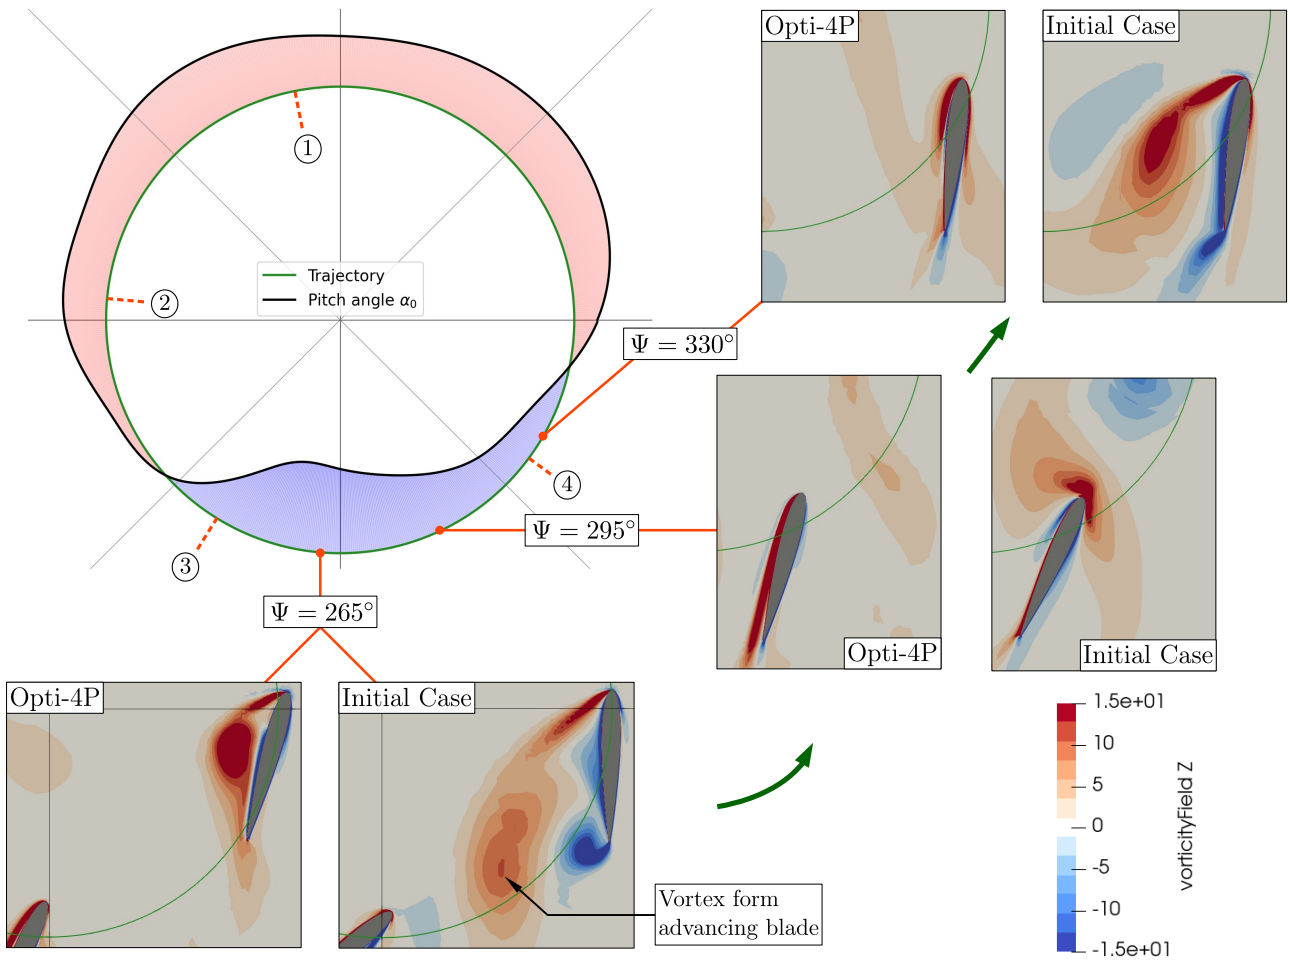 Opti-4P
Initial Case
1
2
Trajectory
Pitch angle α₀
Ψ = 330°
4
Ψ = 295°
3
Ψ = 265°
Opti-4P
Initial Case
Opti-4P
Initial Case
Vortex form
advancing blade
1.5e+01
10
5
0
-5
-10
-1.5e+01
vorticityField Z